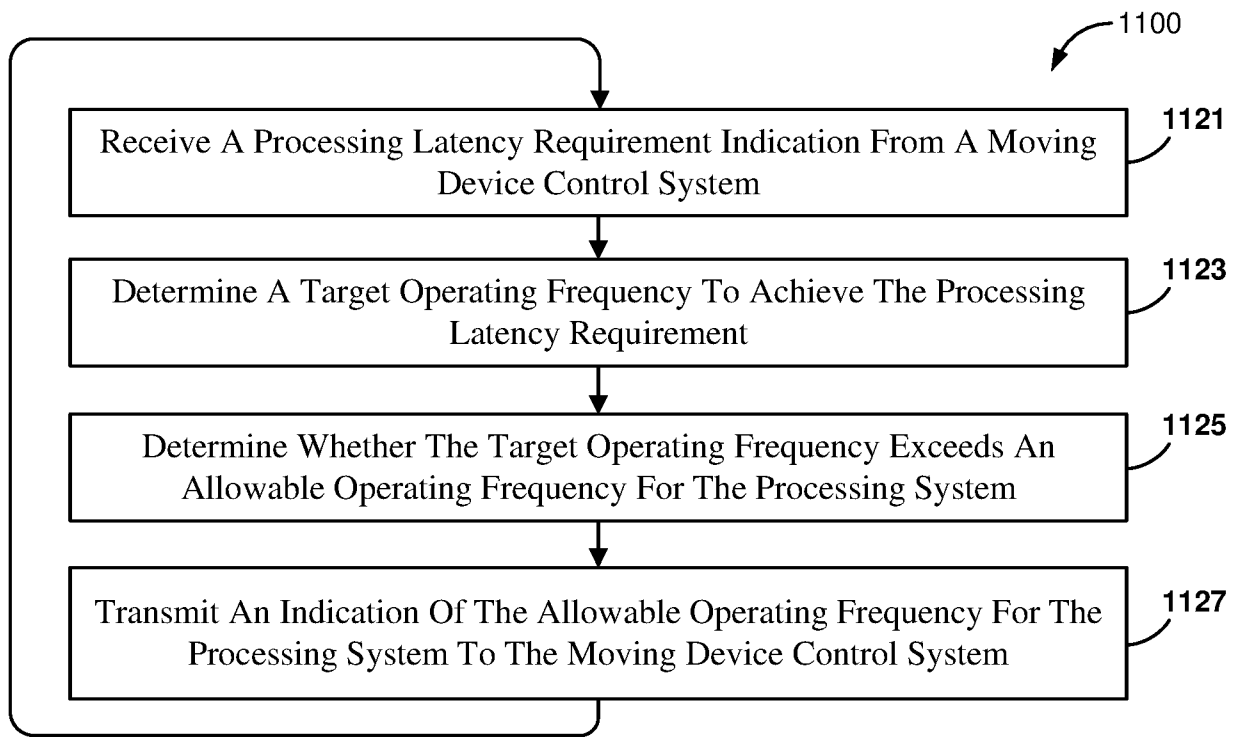 1100
Receive A Processing Latency Requirement Indication From A Moving
Device Control System
1121
Determine A Target Operating Frequency To Achieve The Processing
Latency Requirement
1123
Determine Whether The Target Operating Frequency Exceeds An
Allowable Operating Frequency For The Processing System
1125
Transmit An Indication Of The Allowable Operating Frequency For The
Processing System To The Moving Device Control System
1127